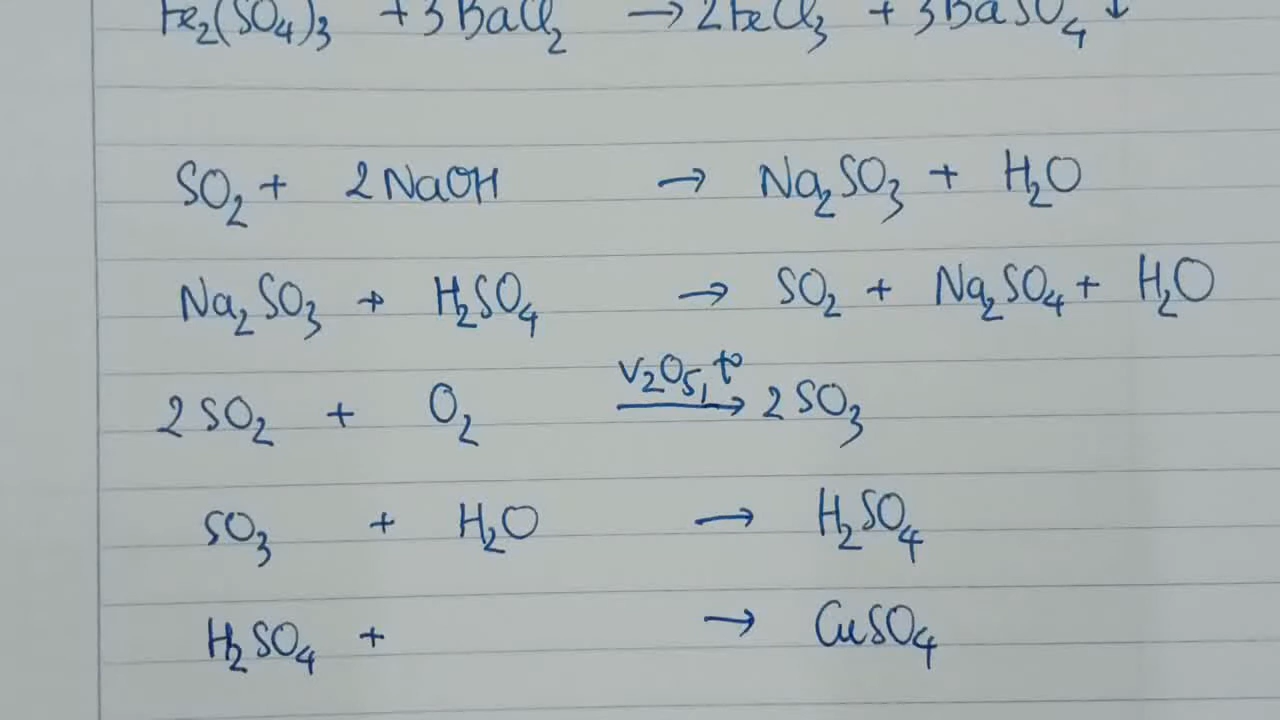 Fe2(SO4)3 + 3BaCl2 → 2FeCl3 + 3BaSO4 ↓
SO2 + 2NaOH → Na2SO3 + H2O
Na2SO3 + H2SO4 → SO2 + Na2SO4 + H2O
2SO2 + O2 V2O5, t° → 2SO3
SO3 + H2O → H2SO4
H2SO4 + → CuSO4